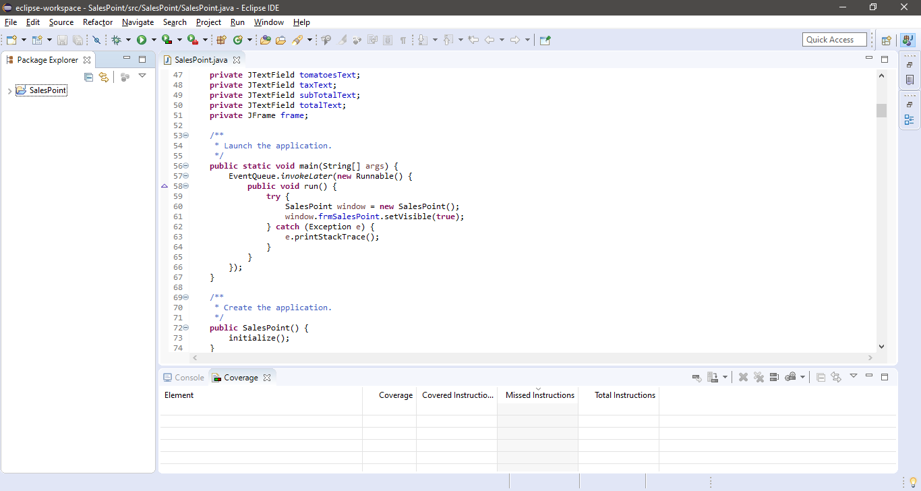 eclipse-workspace - SalesPoint/src/SalesPoint/SalesPoint.java - Eclipse IDE
File Edit Source Refactor Navigate Search Project Run Window Help
Quick Access
Package Explorer
SalesPoint
SalesPoint.java
47 private JTextField tomatoesText;
48 private JTextField taxText;
49 private JTextField subTotalText;
50 private JTextField totalText;
51 private JFrame frame;
52
53 /**
54 * Launch the application.
55 */
56 public static void main(String[] args) {
57 EventQueue.invokeLater(new Runnable() {
58 public void run() {
59 try {
60 SalesPoint window = new SalesPoint();
61 window.frmSalesPoint.setVisible(true);
62 } catch (Exception e) {
63 e.printStackTrace();
64 }
65 }
66 });
67 }
68
69 /**
70 * Create the application.
71 */
72 public SalesPoint() {
73 initialize();
74 }
Console Coverage
Element Coverage Covered Instructio... Missed Instructions Total Instructions